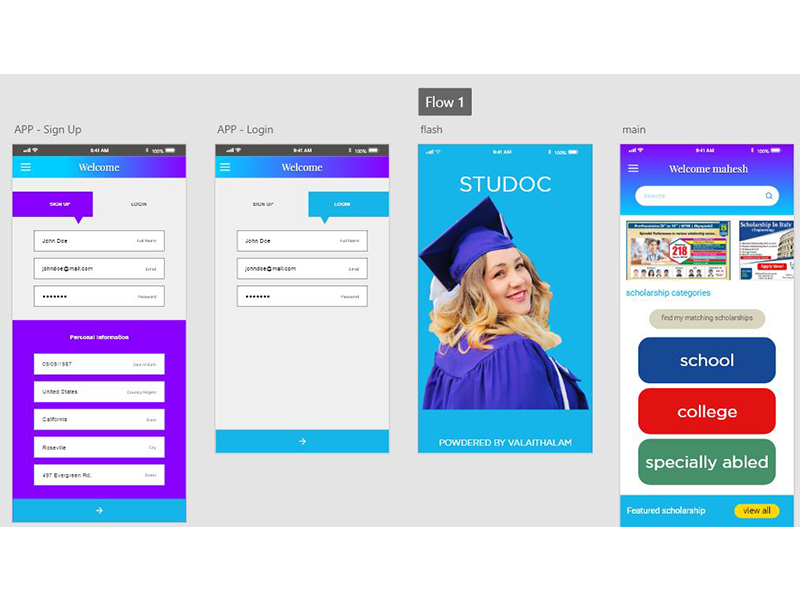 Flow 1
APP - Sign Up
9:41 AM
100%
Welcome
SIGN UP
LOGIN
John Doe
Full Name
johndoe@mail.com
Email
•••••••
Password
Personal Information
09/09/1987
Date of Birth
United States
Country/Region
California
State
Roseville
City
497 Evergreen Rd.
Street
APP - Login
9:41 AM
100%
Welcome
SIGN UP
LOGIN
John Doe
Full Name
johndoe@mail.com
Email
•••••••
Password
flash
9:41 AM
100%
STUDOC
POWDERED BY VALAITHALAM
main
9:41 AM
100%
Welcome mahesh
Search
218
Scholarship In Italy
(Engineering)
Apply Now!
scholarship categories
find my matching scholarships
school
college
specially abled
Featured scholarship
view all